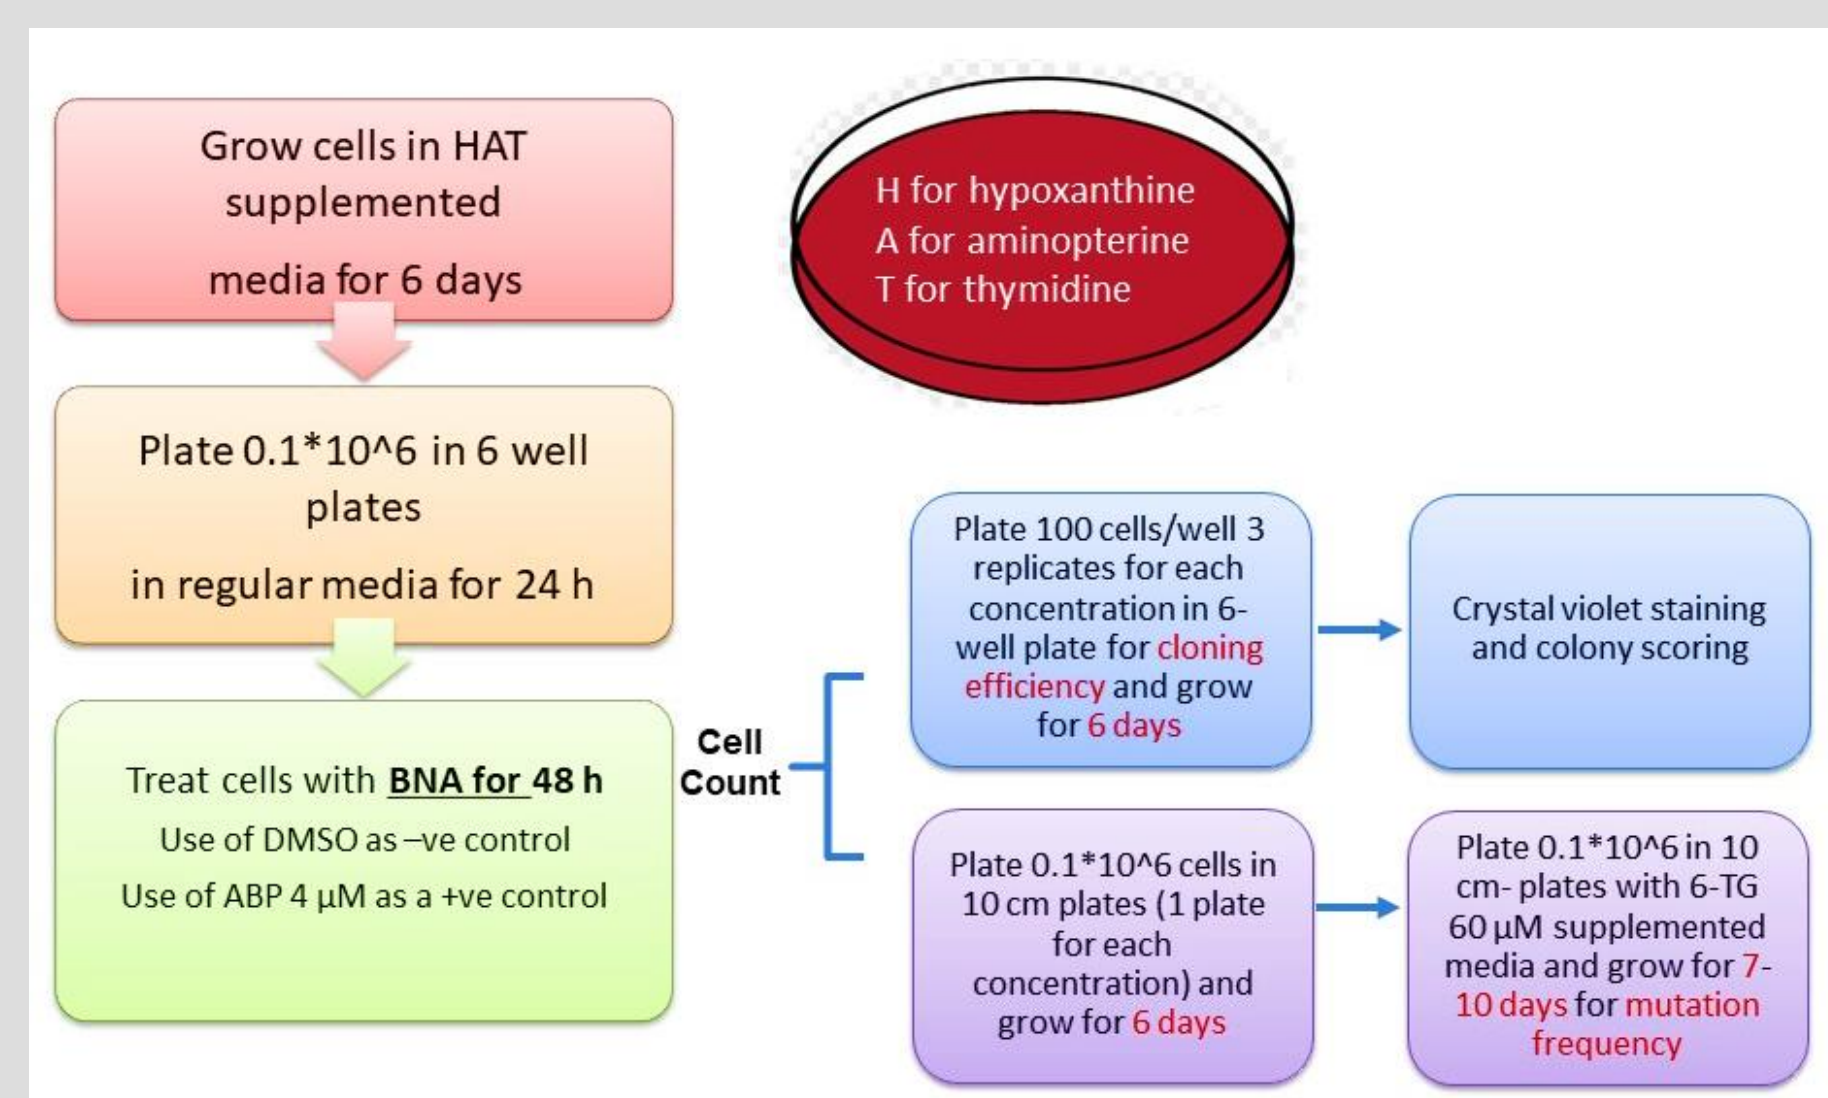 Grow cells in HAT
supplemented
media for 6 days
H for hypoxanthine
A for aminopterine
T for thymidine
Plate 0.1*10^6 in 6 well
plates
in regular media for 24 h
Treat cells with BNA for 48 h
Use of DMSO as –ve control
Use of ABP 4 µM as a +ve control
Cell
Count
Plate 100 cells/well 3
replicates for each
concentration in 6-
well plate for cloning
efficiency and grow
for 6 days
Crystal violet staining
and colony scoring
Plate 0.1*10^6 cells in
10 cm plates (1 plate
for each
concentration) and
grow for 6 days
Plate 0.1*10^6 in 10
cm- plates with 6-TG
60 µM supplemented
media and grow for 7-
10 days for mutation
frequency